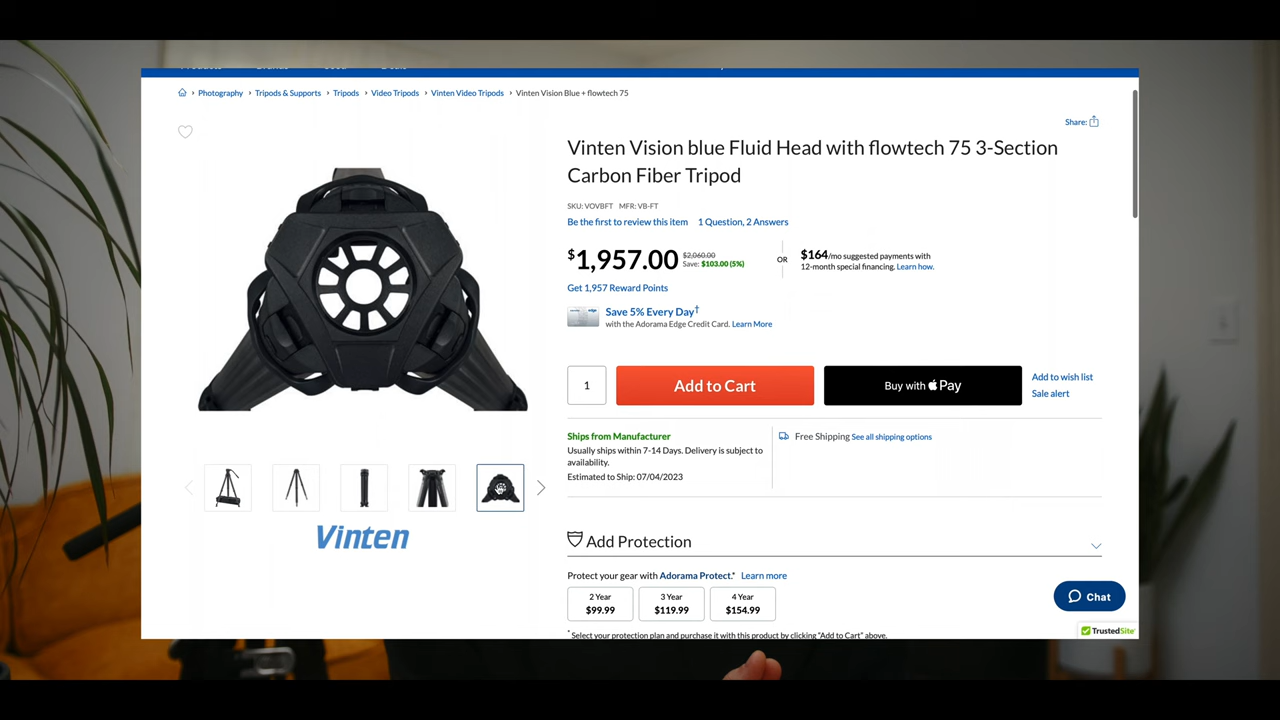 Photography
Tripods & Supports
Tripods
Video Tripods
Vinten Video Tripods
Vinten Vision Blue + flowtech 75
Share:
Vinten Vision blue Fluid Head with flowtech 75 3-Section
Carbon Fiber Tripod
SKU: VOVBFT MFR: VB-FT
Be the first to review this item 1 Question, 2 Answers
$1,957.00 $2,060.00
Save: $103.00 (5%)
OR
$164/mo suggested payments with
12-month special financing. Learn how.
Get 1,957 Reward Points
Save 5% Every Day†
with the Adorama Edge Credit Card. Learn More
1
Add to Cart
Buy with Pay
Add to wish list
Sale alert
Ships from Manufacturer
Usually ships within 7-14 Days. Delivery is subject to
availability.
Estimated to Ship: 07/04/2023
Free Shipping See all shipping options
Vinten
Add Protection
Protect your gear with Adorama Protect.* Learn more
2 Year
$99.99
3 Year
$119.99
4 Year
$154.99
*Select your protection plan and purchase it with this product by clicking "Add to Cart" above.
Chat
TrustedSite